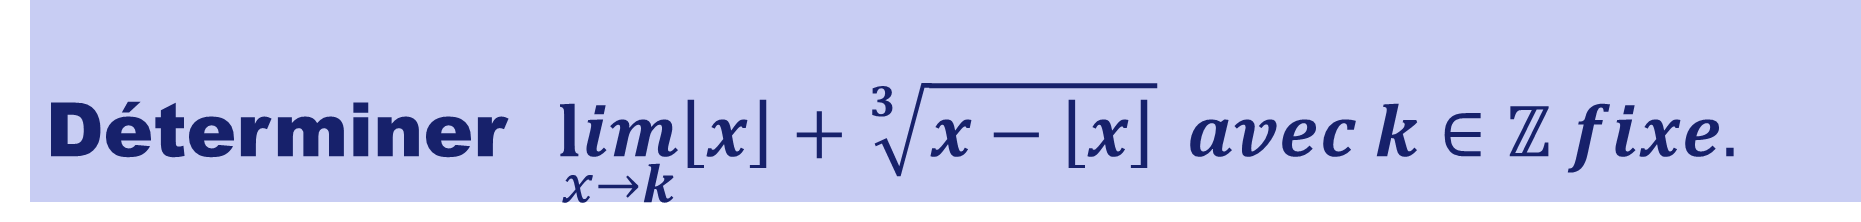 Déterminer lim⌊x⌋ + ∛(x − ⌊x⌋) avec k ∈ ℤ fixe.
x→k